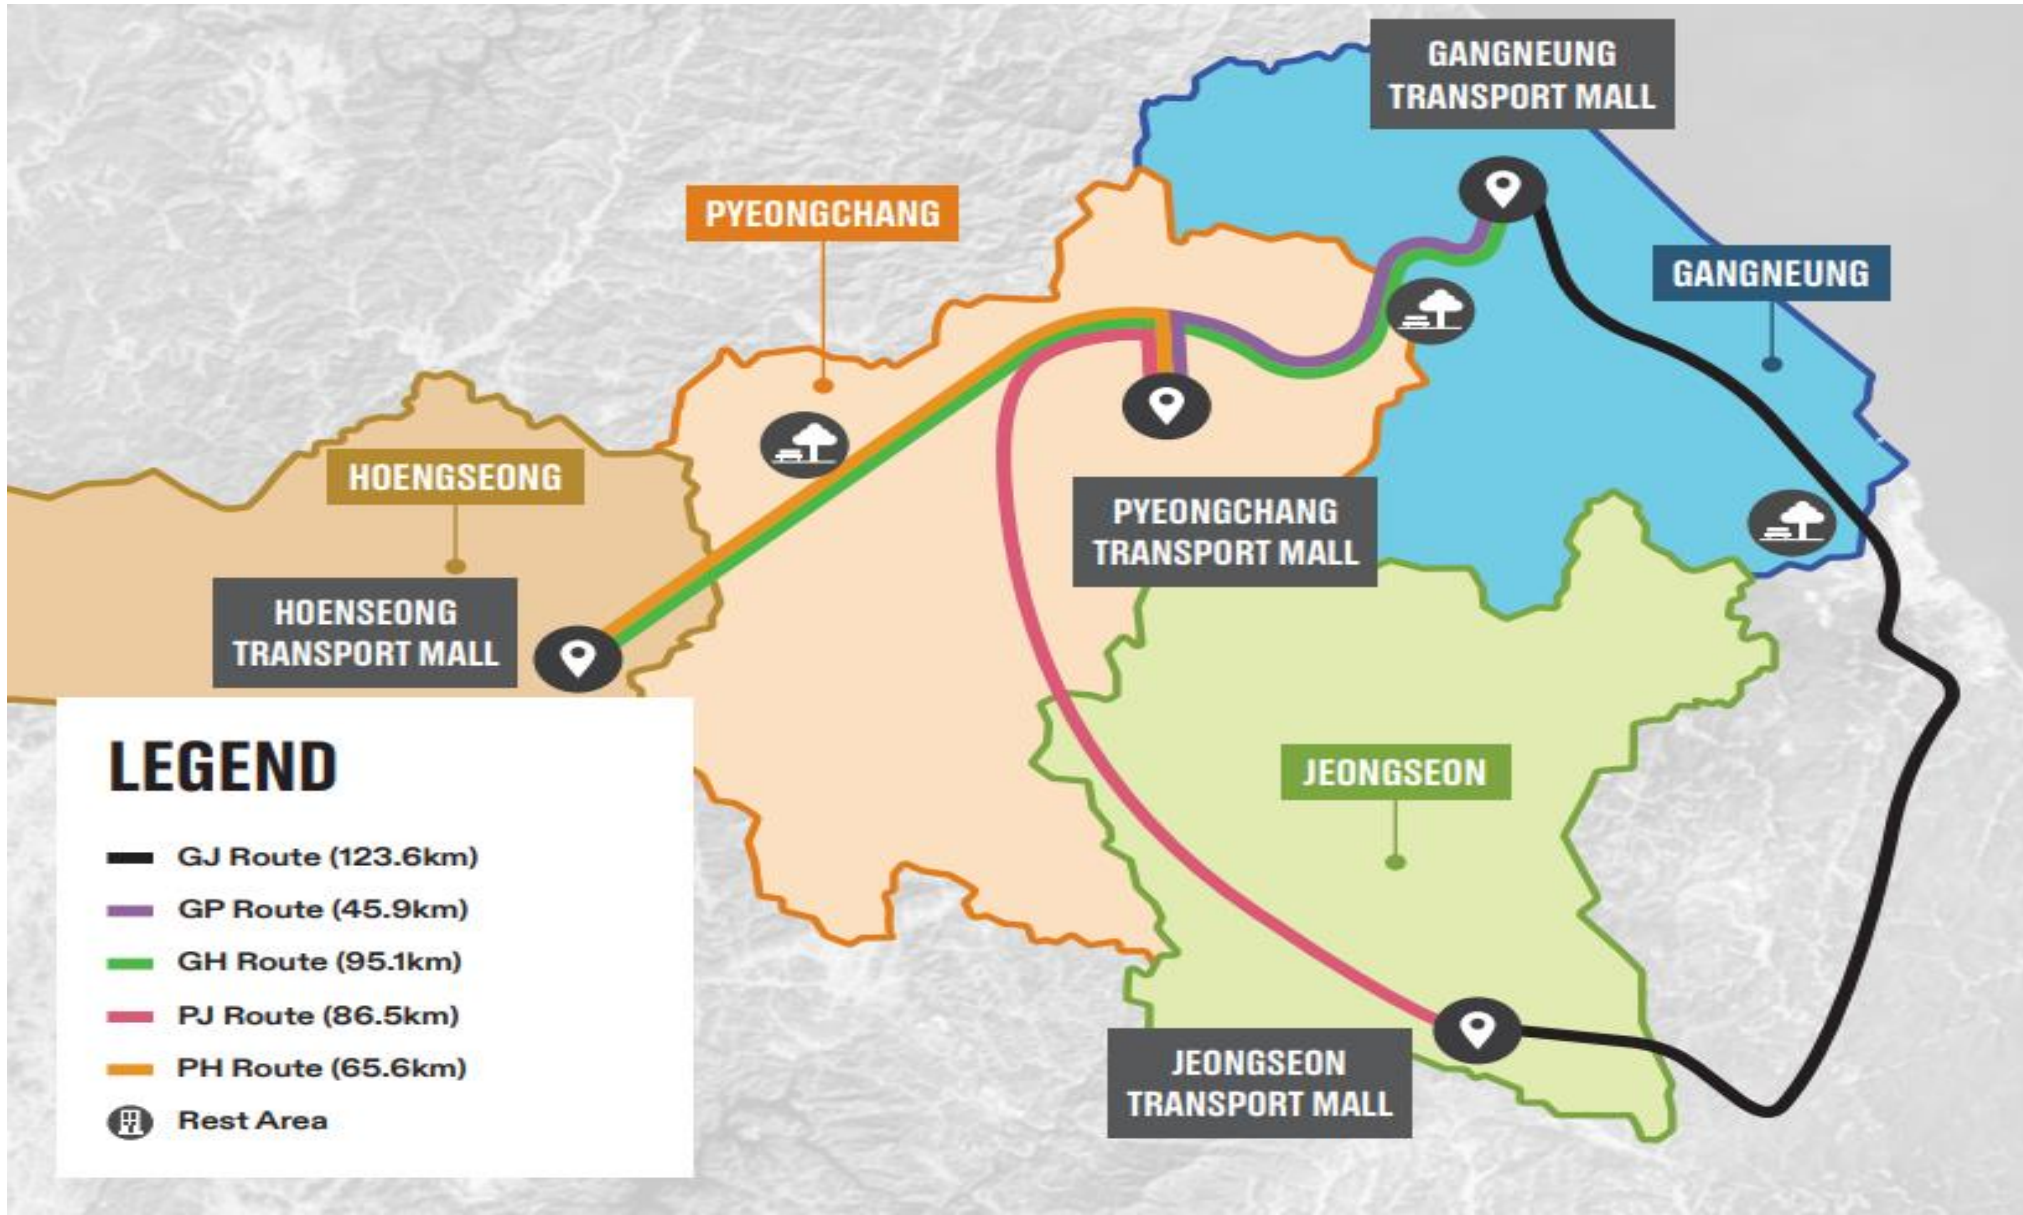 GANGNEUNG
TRANSPORT MALL
PYEONGCHANG
GANGNEUNG
HOENGSEONG
PYEONGCHANG
TRANSPORT MALL
HOENSEONG
TRANSPORT MALL
JEONGSEON
JEONGSEON
TRANSPORT MALL
LEGEND
GJ Route (123.6km)
GP Route (45.9km)
GH Route (95.1km)
PJ Route (86.5km)
PH Route (65.6km)
Rest Area